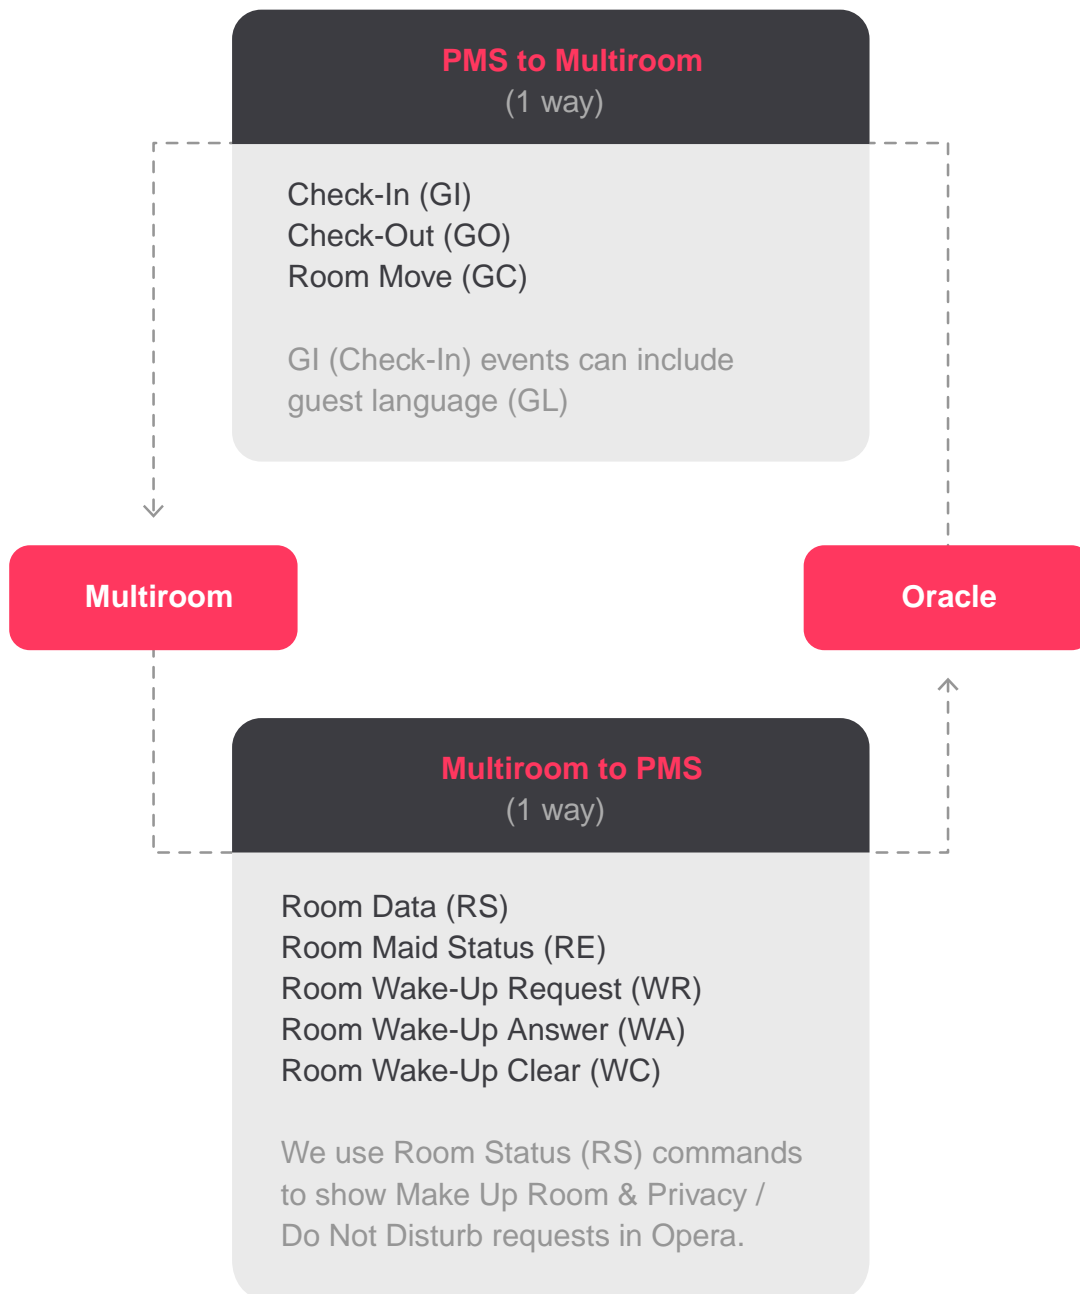 PMS to Multiroom
(1 way)
Check-In (GI)
Check-Out (GO)
Room Move (GC)
GI (Check-In) events can include
guest language (GL)
Multiroom
Oracle
Multiroom to PMS
(1 way)
Room Data (RS)
Room Maid Status (RE)
Room Wake-Up Request (WR)
Room Wake-Up Answer (WA)
Room Wake-Up Clear (WC)
We use Room Status (RS) commands
to show Make Up Room & Privacy /
Do Not Disturb requests in Opera.